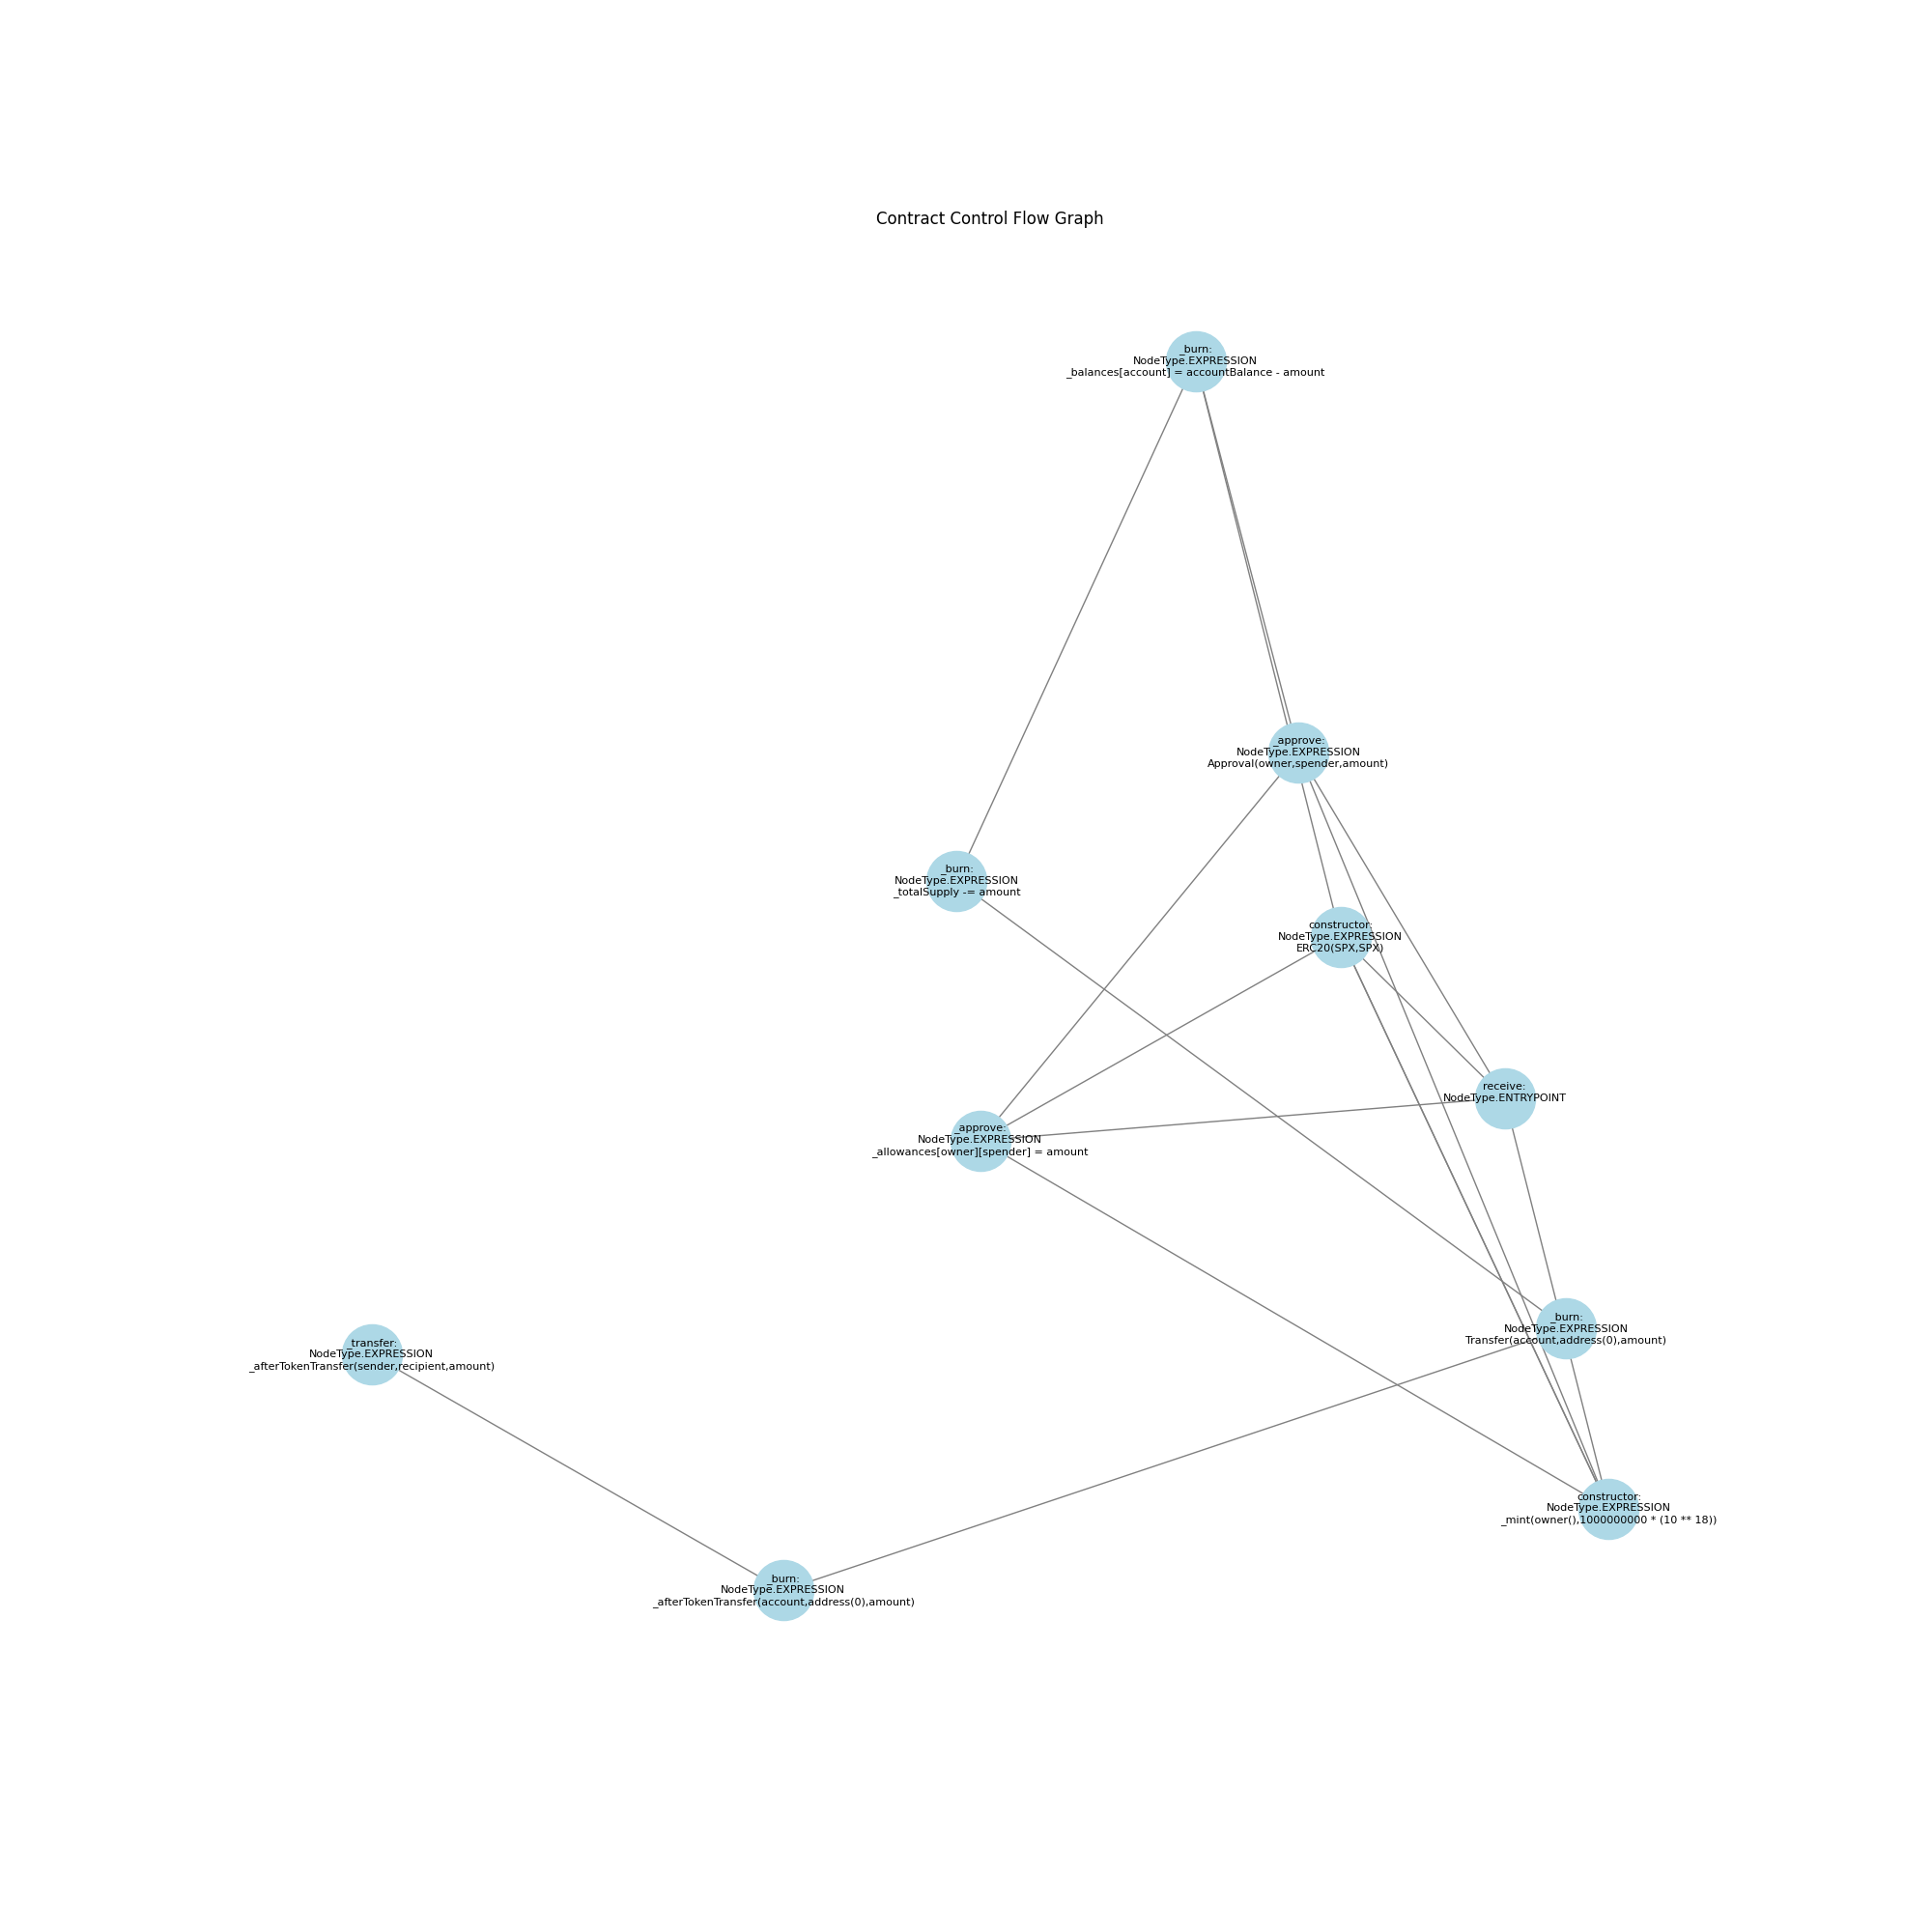 Contract Control Flow Graph
_burn:
NodeType.EXPRESSION
_balances[account] = accountBalance - amount
_approve:
NodeType.EXPRESSION
Approval(owner,spender,amount)
_burn:
NodeType.EXPRESSION
_totalSupply -= amount
constructor:
NodeType.EXPRESSION
ERC20(SPX,SPX)
receive:
NodeType.ENTRYPOINT
_approve:
NodeType.EXPRESSION
_allowances[owner][spender] = amount
_burn:
NodeType.EXPRESSION
Transfer(account,address(0),amount)
_transfer:
NodeType.EXPRESSION
_afterTokenTransfer(sender,recipient,amount)
constructor:
NodeType.EXPRESSION
_mint(owner(),1000000000 * (10 ** 18))
_burn:
NodeType.EXPRESSION
_afterTokenTransfer(account,address(0),amount)